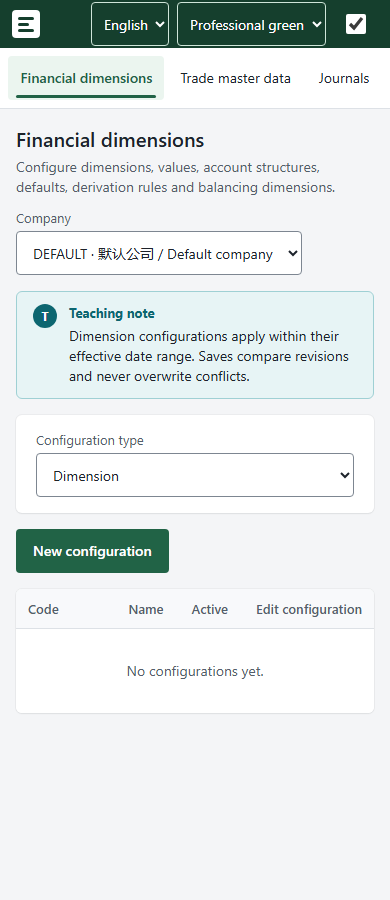 English
Professional green
Financial dimensions
Trade master data
Journals
Financial dimensions
Configure dimensions, values, account structures,
defaults, derivation rules and balancing dimensions.
Company
DEFAULT · 默认公司 / Default company
T
Teaching note
Dimension configurations apply within their
effective date range. Saves compare revisions
and never overwrite conflicts.
Configuration type
Dimension
New configuration
Code Name Active Edit configuration
No configurations yet.